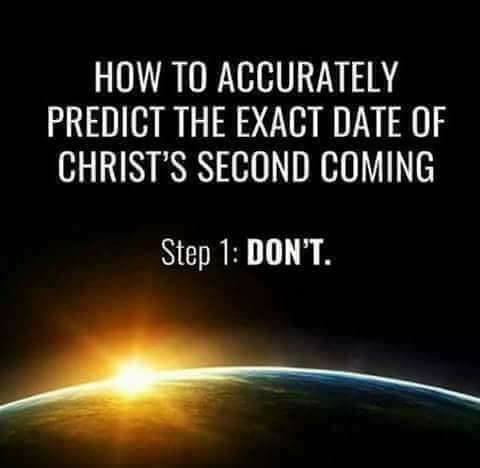 HOW TO ACCURATELY
PREDICT THE EXACT DATE OF
CHRIST'S SECOND COMING
Step 1: DON'T.